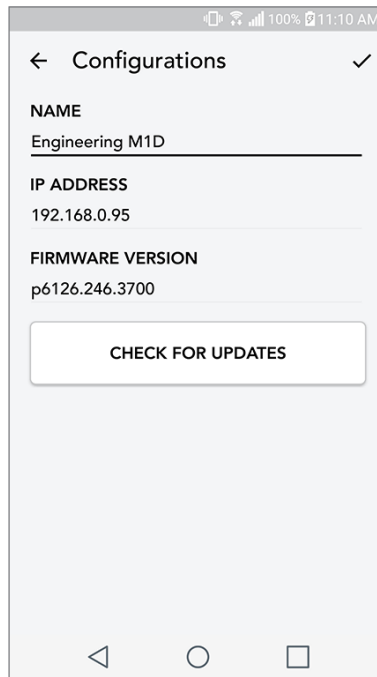 100% 11:10 AM
Configurations
NAME
Engineering M1D
IP ADDRESS
192.168.0.95
FIRMWARE VERSION
p6126.246.3700
CHECK FOR UPDATES